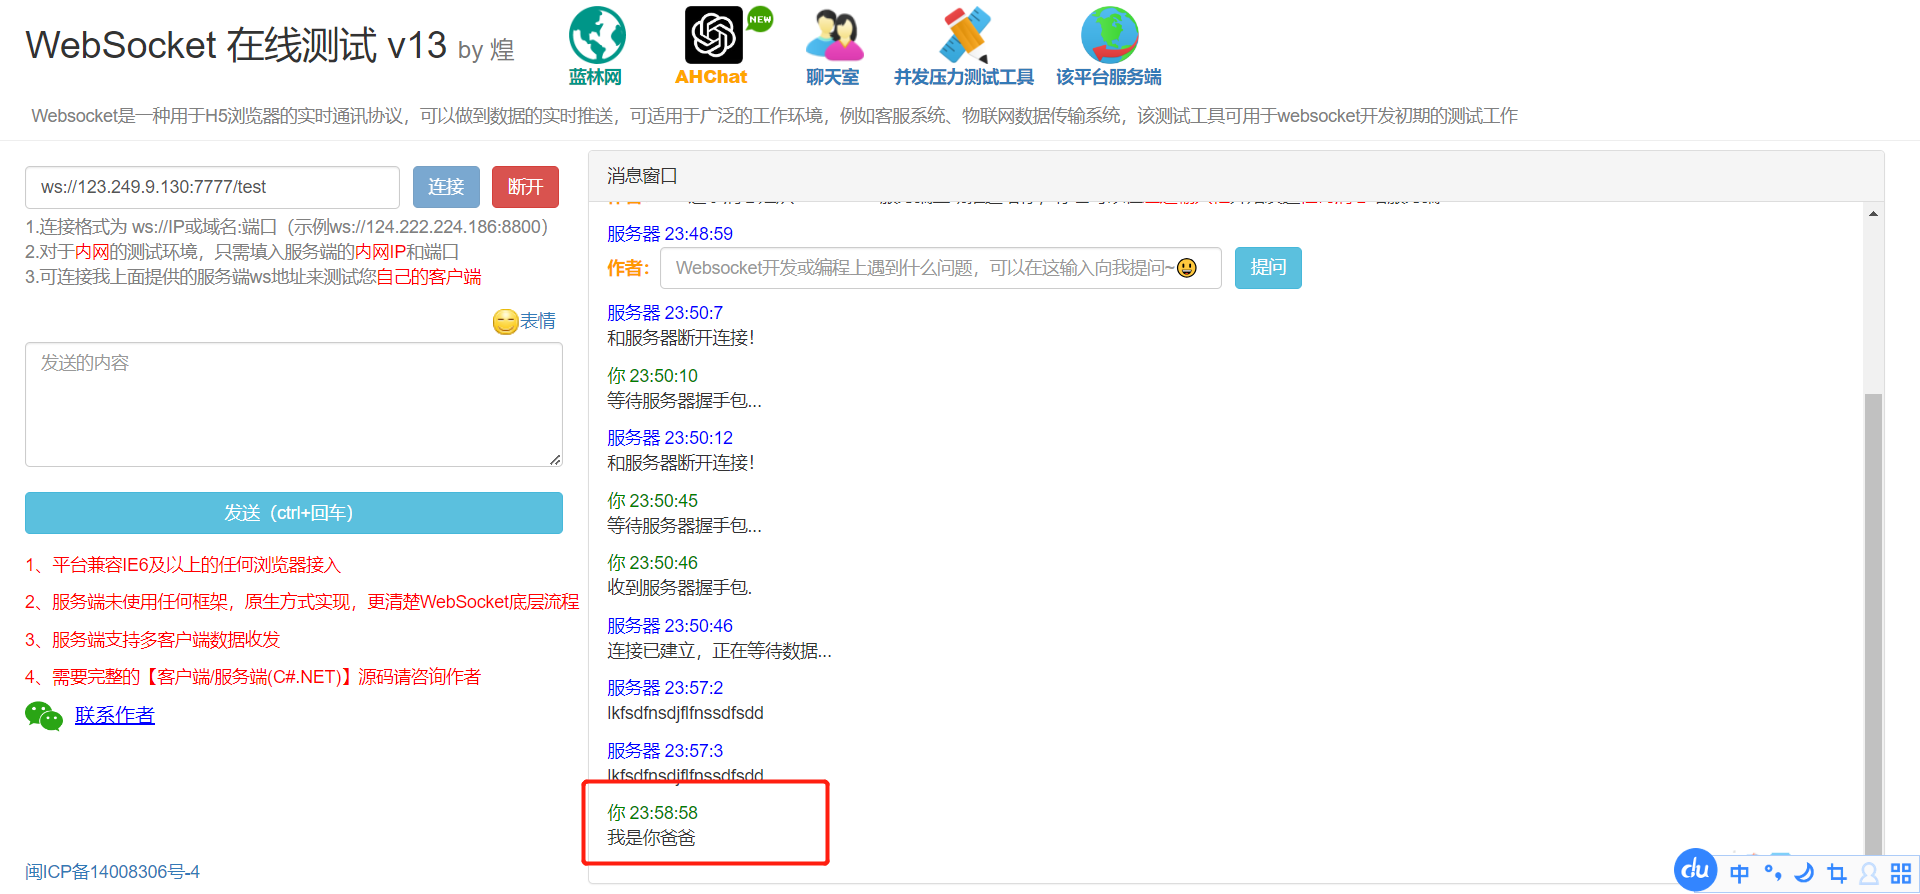 WebSocket 在线测试 v13 by 煌
蓝林网
NEW
AHChat
聊天室
并发压力测试工具
该平台服务端
Websocket是一种用于H5浏览器的实时通讯协议，可以做到数据的实时推送，可适用于广泛的工作环境，例如客服系统、物联网数据传输系统，该测试工具可用于websocket开发初期的测试工作
ws://123.249.9.130:7777/test
连接
断开
1.连接格式为 ws://IP或域名:端口（示例ws://124.222.224.186:8800）
2.对于内网的测试环境，只需填入服务端的内网IP和端口
3.可连接我上面提供的服务端ws地址来测试您自己的客户端
表情
发送的内容
发送（ctrl+回车）
1、平台兼容IE6及以上的任何浏览器接入
2、服务端未使用任何框架，原生方式实现，更清楚WebSocket底层流程
3、服务端支持多客户端数据收发
4、需要完整的【客户端/服务端(C#.NET)】源码请咨询作者
联系作者
闽ICP备14008306号-4
消息窗口
服务器 23:48:59
作者：
Websocket开发或编程上遇到什么问题，可以在这输入向我提问~
提问
服务器 23:50:7
和服务器断开连接！
你 23:50:10
等待服务器握手包...
服务器 23:50:12
和服务器断开连接！
你 23:50:45
等待服务器握手包...
你 23:50:46
收到服务器握手包.
服务器 23:50:46
连接已建立，正在等待数据...
服务器 23:57:2
lkfsdfnsdjflfnssdfsdd
服务器 23:57:3
lkfsdfnsdjflfnssdfsdd
你 23:58:58
我是你爸爸
du
中